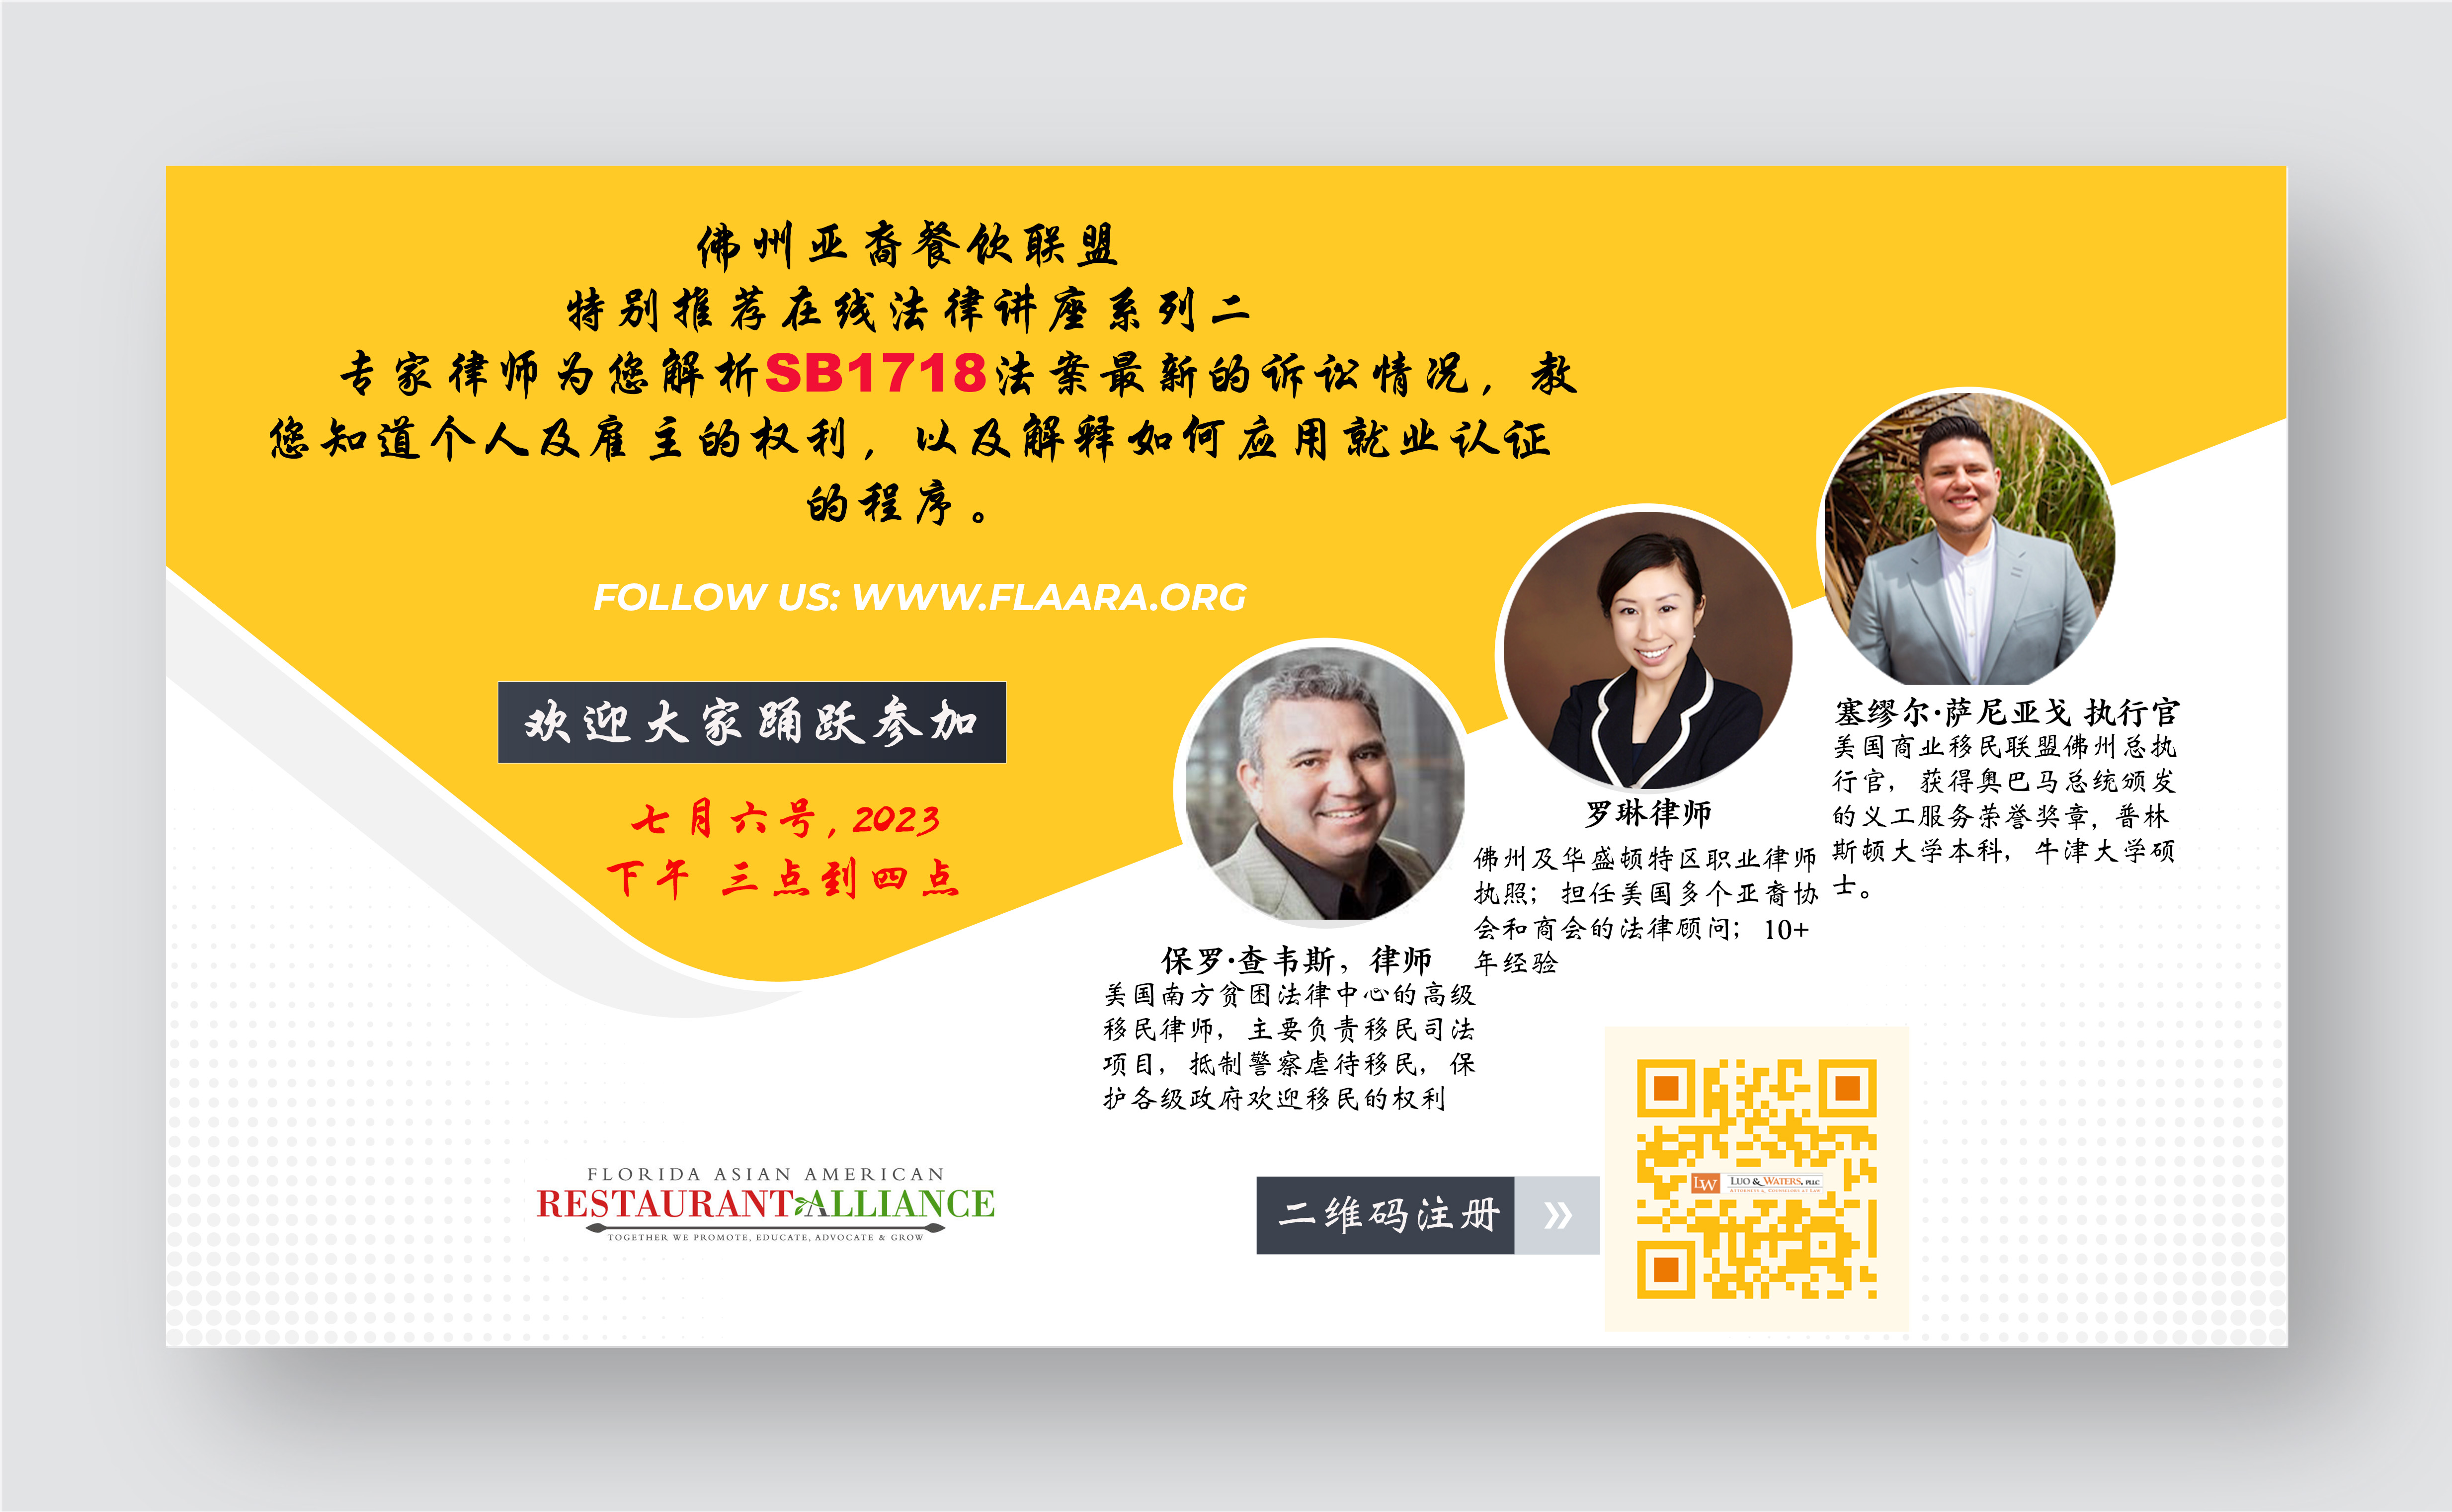 佛州亚裔餐饮联盟
特别推荐在线法律讲座系列二
专家律师为您解析SB1718法案最新的诉讼情况，教
您知道个人及雇主的权利，以及解释如何应用就业认证
的程序。
FOLLOW US: WWW.FLAARA.ORG
欢迎大家踊跃参加
七月六号, 2023
下午 三点到四点
保罗·查韦斯，律师
美国南方贫困法律中心的高级
移民律师，主要负责移民司法
项目，抵制警察虐待移民，保
护各级政府欢迎移民的权利
罗琳律师
佛州及华盛顿特区职业律师
执照；担任美国多个亚裔协
会和商会的法律顾问；10+
年经验
塞缪尔·萨尼亚戈 执行官
美国商业移民联盟佛州总执
行官，获得奥巴马总统颁发
的义工服务荣誉奖章，普林
斯顿大学本科，牛津大学硕
士。
FLORIDA ASIAN AMERICAN
RESTAURANT ALLIANCE
TOGETHER WE PROMOTE, EDUCATE, ADVOCATE & GROW
二维码注册
LW LUO & WATERS, PLLC
ATTORNEYS & COUNSELORS AT LAW